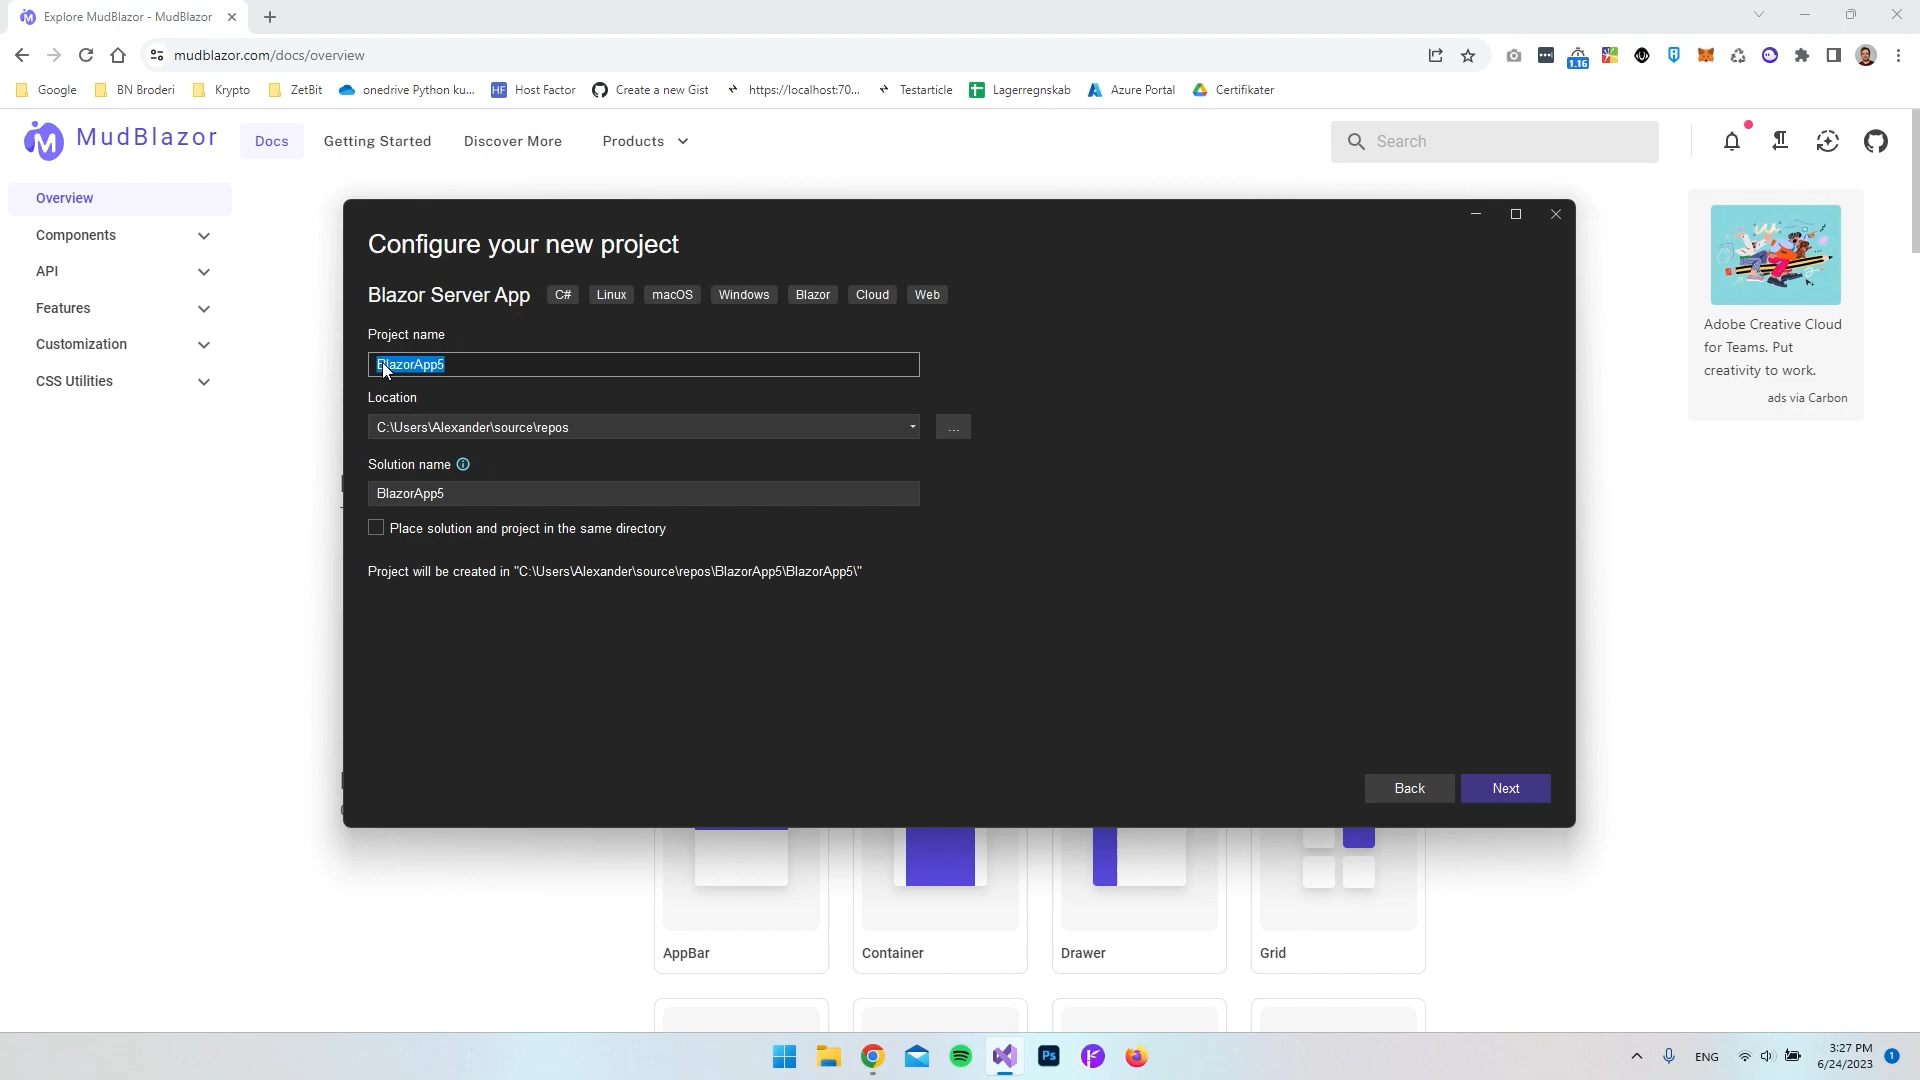 Explore MudBlazor - MudBlazor
mudblazor.com/docs/overview
1.16
Google
BN Broderi
Krypto
ZetBit
onedrive Python ku...
HF Host Factor
Create a new Gist
https://localhost:70...
Testarticle
Lagerregnskab
Azure Portal
Certifikater
MudBlazor
Docs
Getting Started
Discover More
Products
Search
Overview
Components
API
Features
Customization
CSS Utilities
Configure your new project
Blazor Server App
C#
Linux
macOS
Windows
Blazor
Cloud
Web
Project name
BlazorApp5
Location
C:\Users\Alexander\source\repos
...
Solution name
BlazorApp5
Place solution and project in the same directory
Project will be created in "C:\Users\Alexander\source\repos\BlazorApp5\BlazorApp5\"
Back
Next
Adobe Creative Cloud
for Teams. Put
creativity to work.
ads via Carbon
AppBar
Container
Drawer
Grid
Ps
ENG
3:27 PM
6/24/2023
1